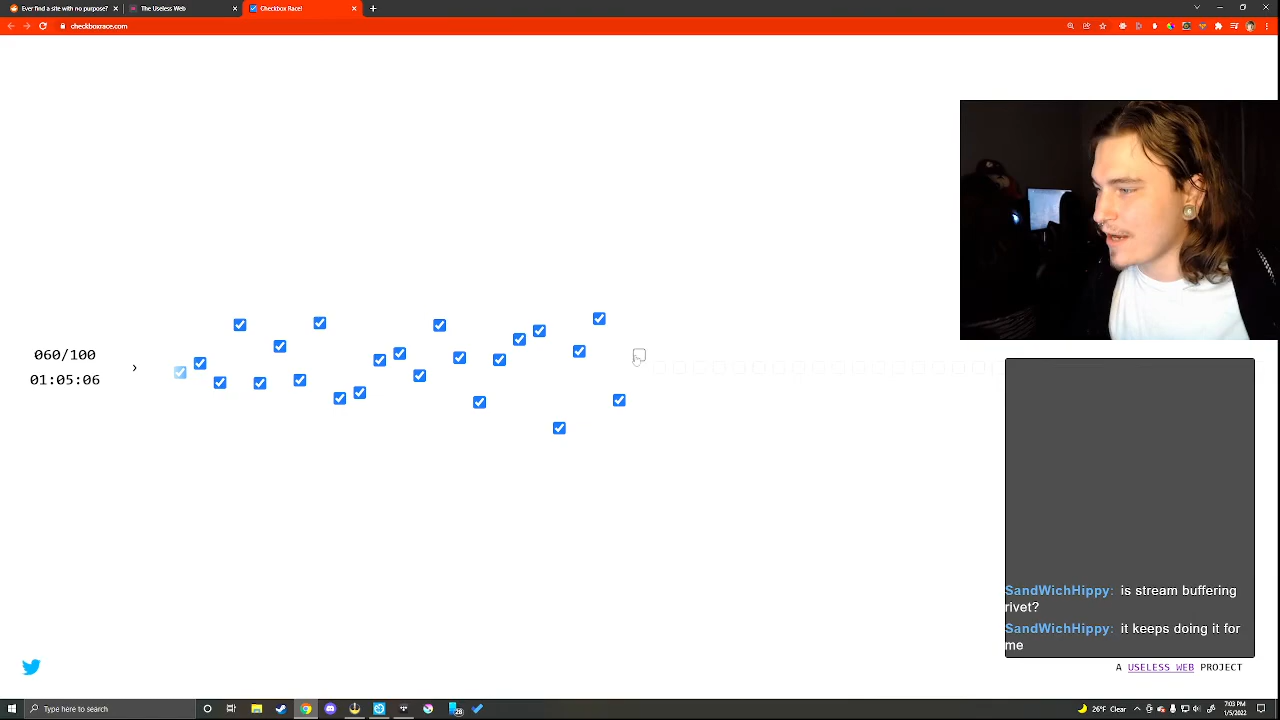 Ever find a site with no purpose?
The Useless Web
Checkbox Race!
checkboxrace.com
060/100
01:05:06
SandWichHippy: is stream buffering
rivet?
SandWichHippy: it keeps doing it for
me
A USELESS WEB PROJECT
Type here to search
28
26°F Clear
7:03 PM
1/5/2022